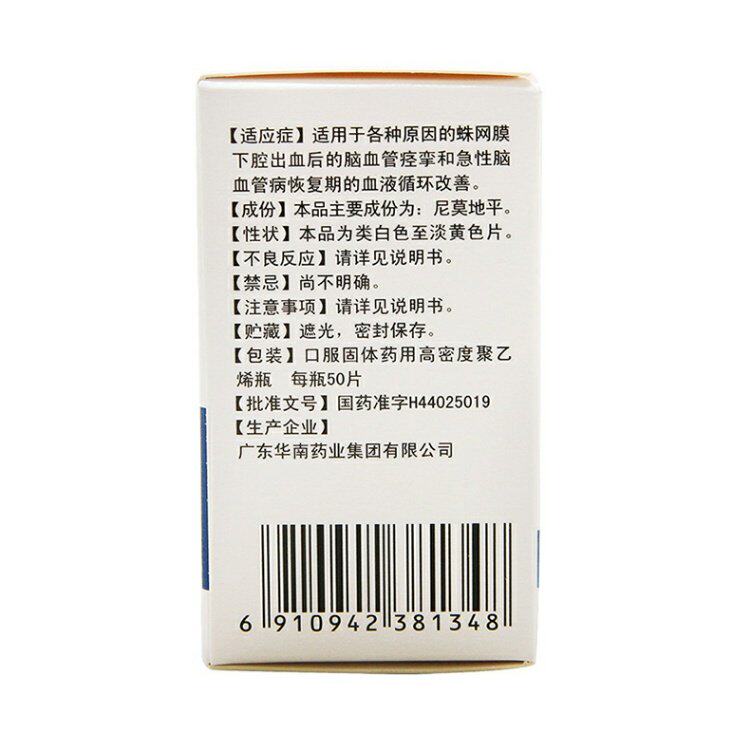 【适应症】适用于各种原因的蛛网膜
下腔出血后的脑血管痉挛和急性脑
血管病恢复期的血液循环改善。
【成份】本品主要成份为：尼莫地平。
【性状】本品为类白色至淡黄色片。
【不良反应】请详见说明书。
【禁忌】尚不明确。
【注意事项】请详见说明书。
【贮藏】遮光，密封保存。
【包装】口服固体药用高密度聚乙
烯瓶　每瓶50片
【批准文号】国药准字H44025019
【生产企业】
广东华南药业集团有限公司
6 910942 381348